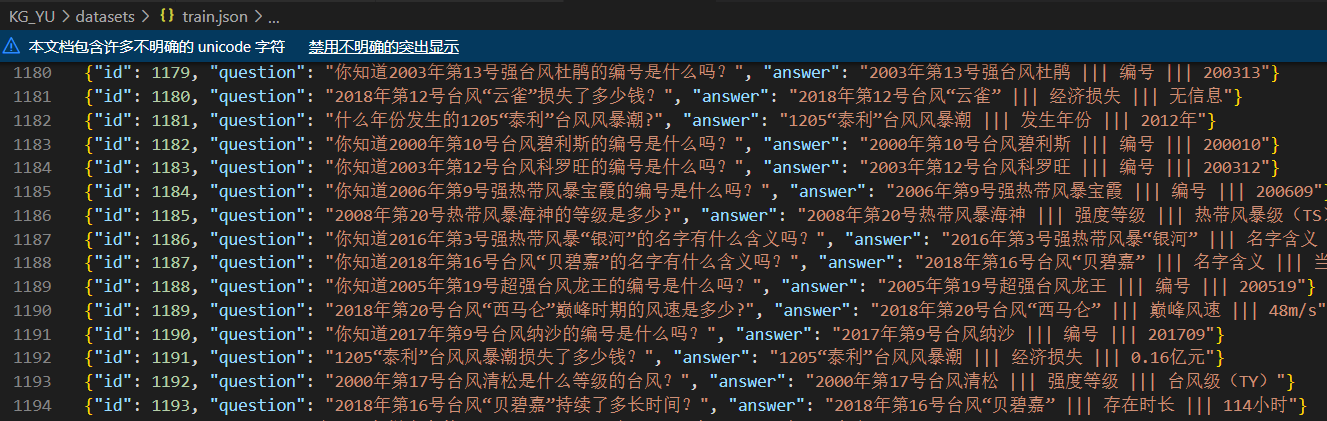 KG_YU > datasets > {} train.json > ...
本文档包含许多不明确的 unicode 字符 禁用不明确的突出显示
1180 {"id": 1179, "question": "你知道2003年第13号强台风杜鹃的编号是什么吗？", "answer": "2003年第13号强台风杜鹃 ||| 编号 ||| 200313"}
1181 {"id": 1180, "question": "2018年第12号台风“云雀”损失了多少钱？", "answer": "2018年第12号台风“云雀” ||| 经济损失 ||| 无信息"}
1182 {"id": 1181, "question": "什么年份发生的1205“泰利”台风风暴潮?", "answer": "1205“泰利”台风风暴潮 ||| 发生年份 ||| 2012年"}
1183 {"id": 1182, "question": "你知道2000年第10号台风碧利斯的编号是什么吗？", "answer": "2000年第10号台风碧利斯 ||| 编号 ||| 200010"}
1184 {"id": 1183, "question": "你知道2003年第12号台风科罗旺的编号是什么吗？", "answer": "2003年第12号台风科罗旺 ||| 编号 ||| 200312"}
1185 {"id": 1184, "question": "你知道2006年第9号强热带风暴宝霞的编号是什么吗？", "answer": "2006年第9号强热带风暴宝霞 ||| 编号 ||| 200609"}
1186 {"id": 1185, "question": "2008年第20号热带风暴海神的等级是多少?", "answer": "2008年第20号热带风暴海神 ||| 强度等级 ||| 热带风暴级（TS）
1187 {"id": 1186, "question": "你知道2016年第3号强热带风暴“银河”的名字有什么含义吗？", "answer": "2016年第3号强热带风暴“银河” ||| 名字含义
1188 {"id": 1187, "question": "你知道2018年第16号台风“贝碧嘉”的名字有什么含义吗？", "answer": "2018年第16号台风“贝碧嘉” ||| 名字含义 ||| 当
1189 {"id": 1188, "question": "你知道2005年第19号超强台风龙王的编号是什么吗？", "answer": "2005年第19号超强台风龙王 ||| 编号 ||| 200519"}
1190 {"id": 1189, "question": "2018年第20号台风“西马仑”巅峰时期的风速是多少?", "answer": "2018年第20号台风“西马仑” ||| 巅峰风速 ||| 48m/s"
1191 {"id": 1190, "question": "你知道2017年第9号台风纳沙的编号是什么吗？", "answer": "2017年第9号台风纳沙 ||| 编号 ||| 201709"}
1192 {"id": 1191, "question": "1205“泰利”台风风暴潮损失了多少钱？", "answer": "1205“泰利”台风风暴潮 ||| 经济损失 ||| 0.16亿元"}
1193 {"id": 1192, "question": "2000年第17号台风清松是什么等级的台风？", "answer": "2000年第17号台风清松 ||| 强度等级 ||| 台风级（TY）"}
1194 {"id": 1193, "question": "2018年第16号台风“贝碧嘉”持续了多长时间？", "answer": "2018年第16号台风“贝碧嘉” ||| 存在时长 ||| 114小时"}